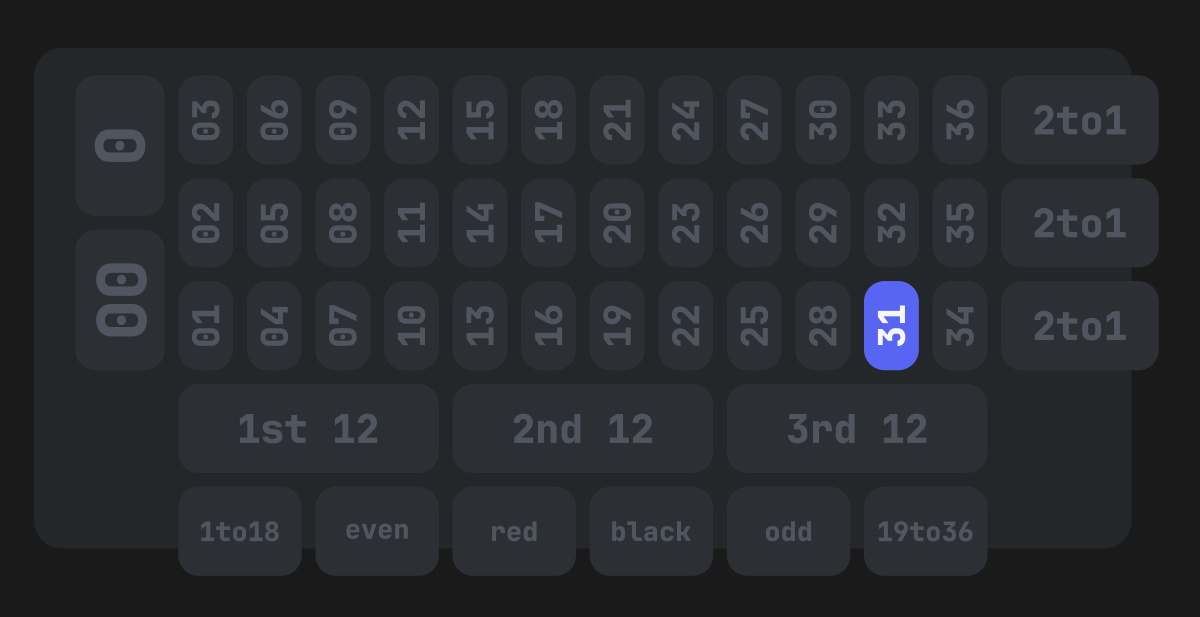 0
00
03 06 09 12 15 18 21 24 27 30 33 36 2to1
02 05 08 11 14 17 20 23 26 29 32 35 2to1
01 04 07 10 13 16 19 22 25 28 31 34 2to1
1st 12 2nd 12 3rd 12
1to18 even red black odd 19to36